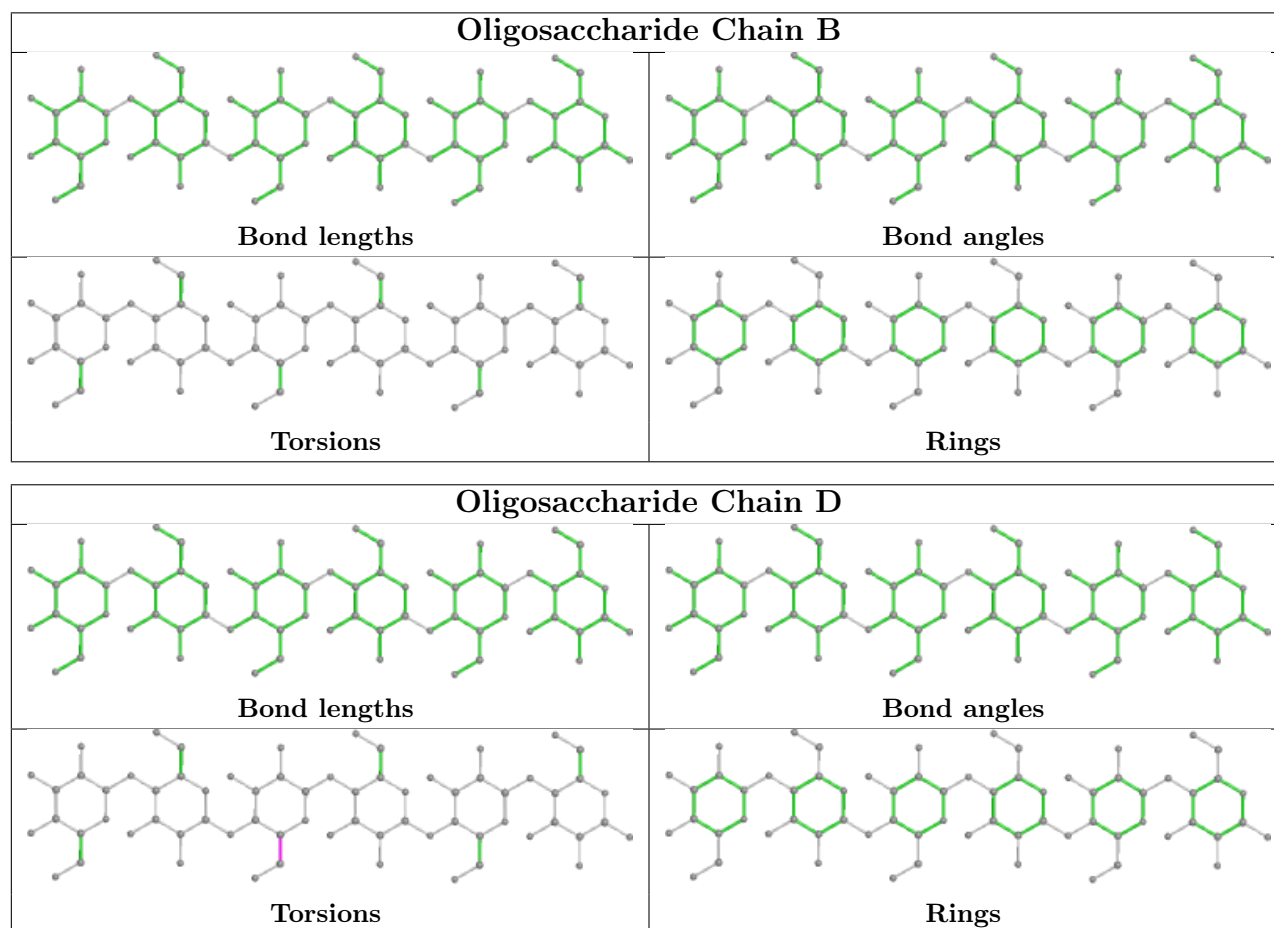 Oligosaccharide Chain B
Bond lengths
Bond angles
Torsions
Rings
Oligosaccharide Chain D
Bond lengths
Bond angles
Torsions
Rings